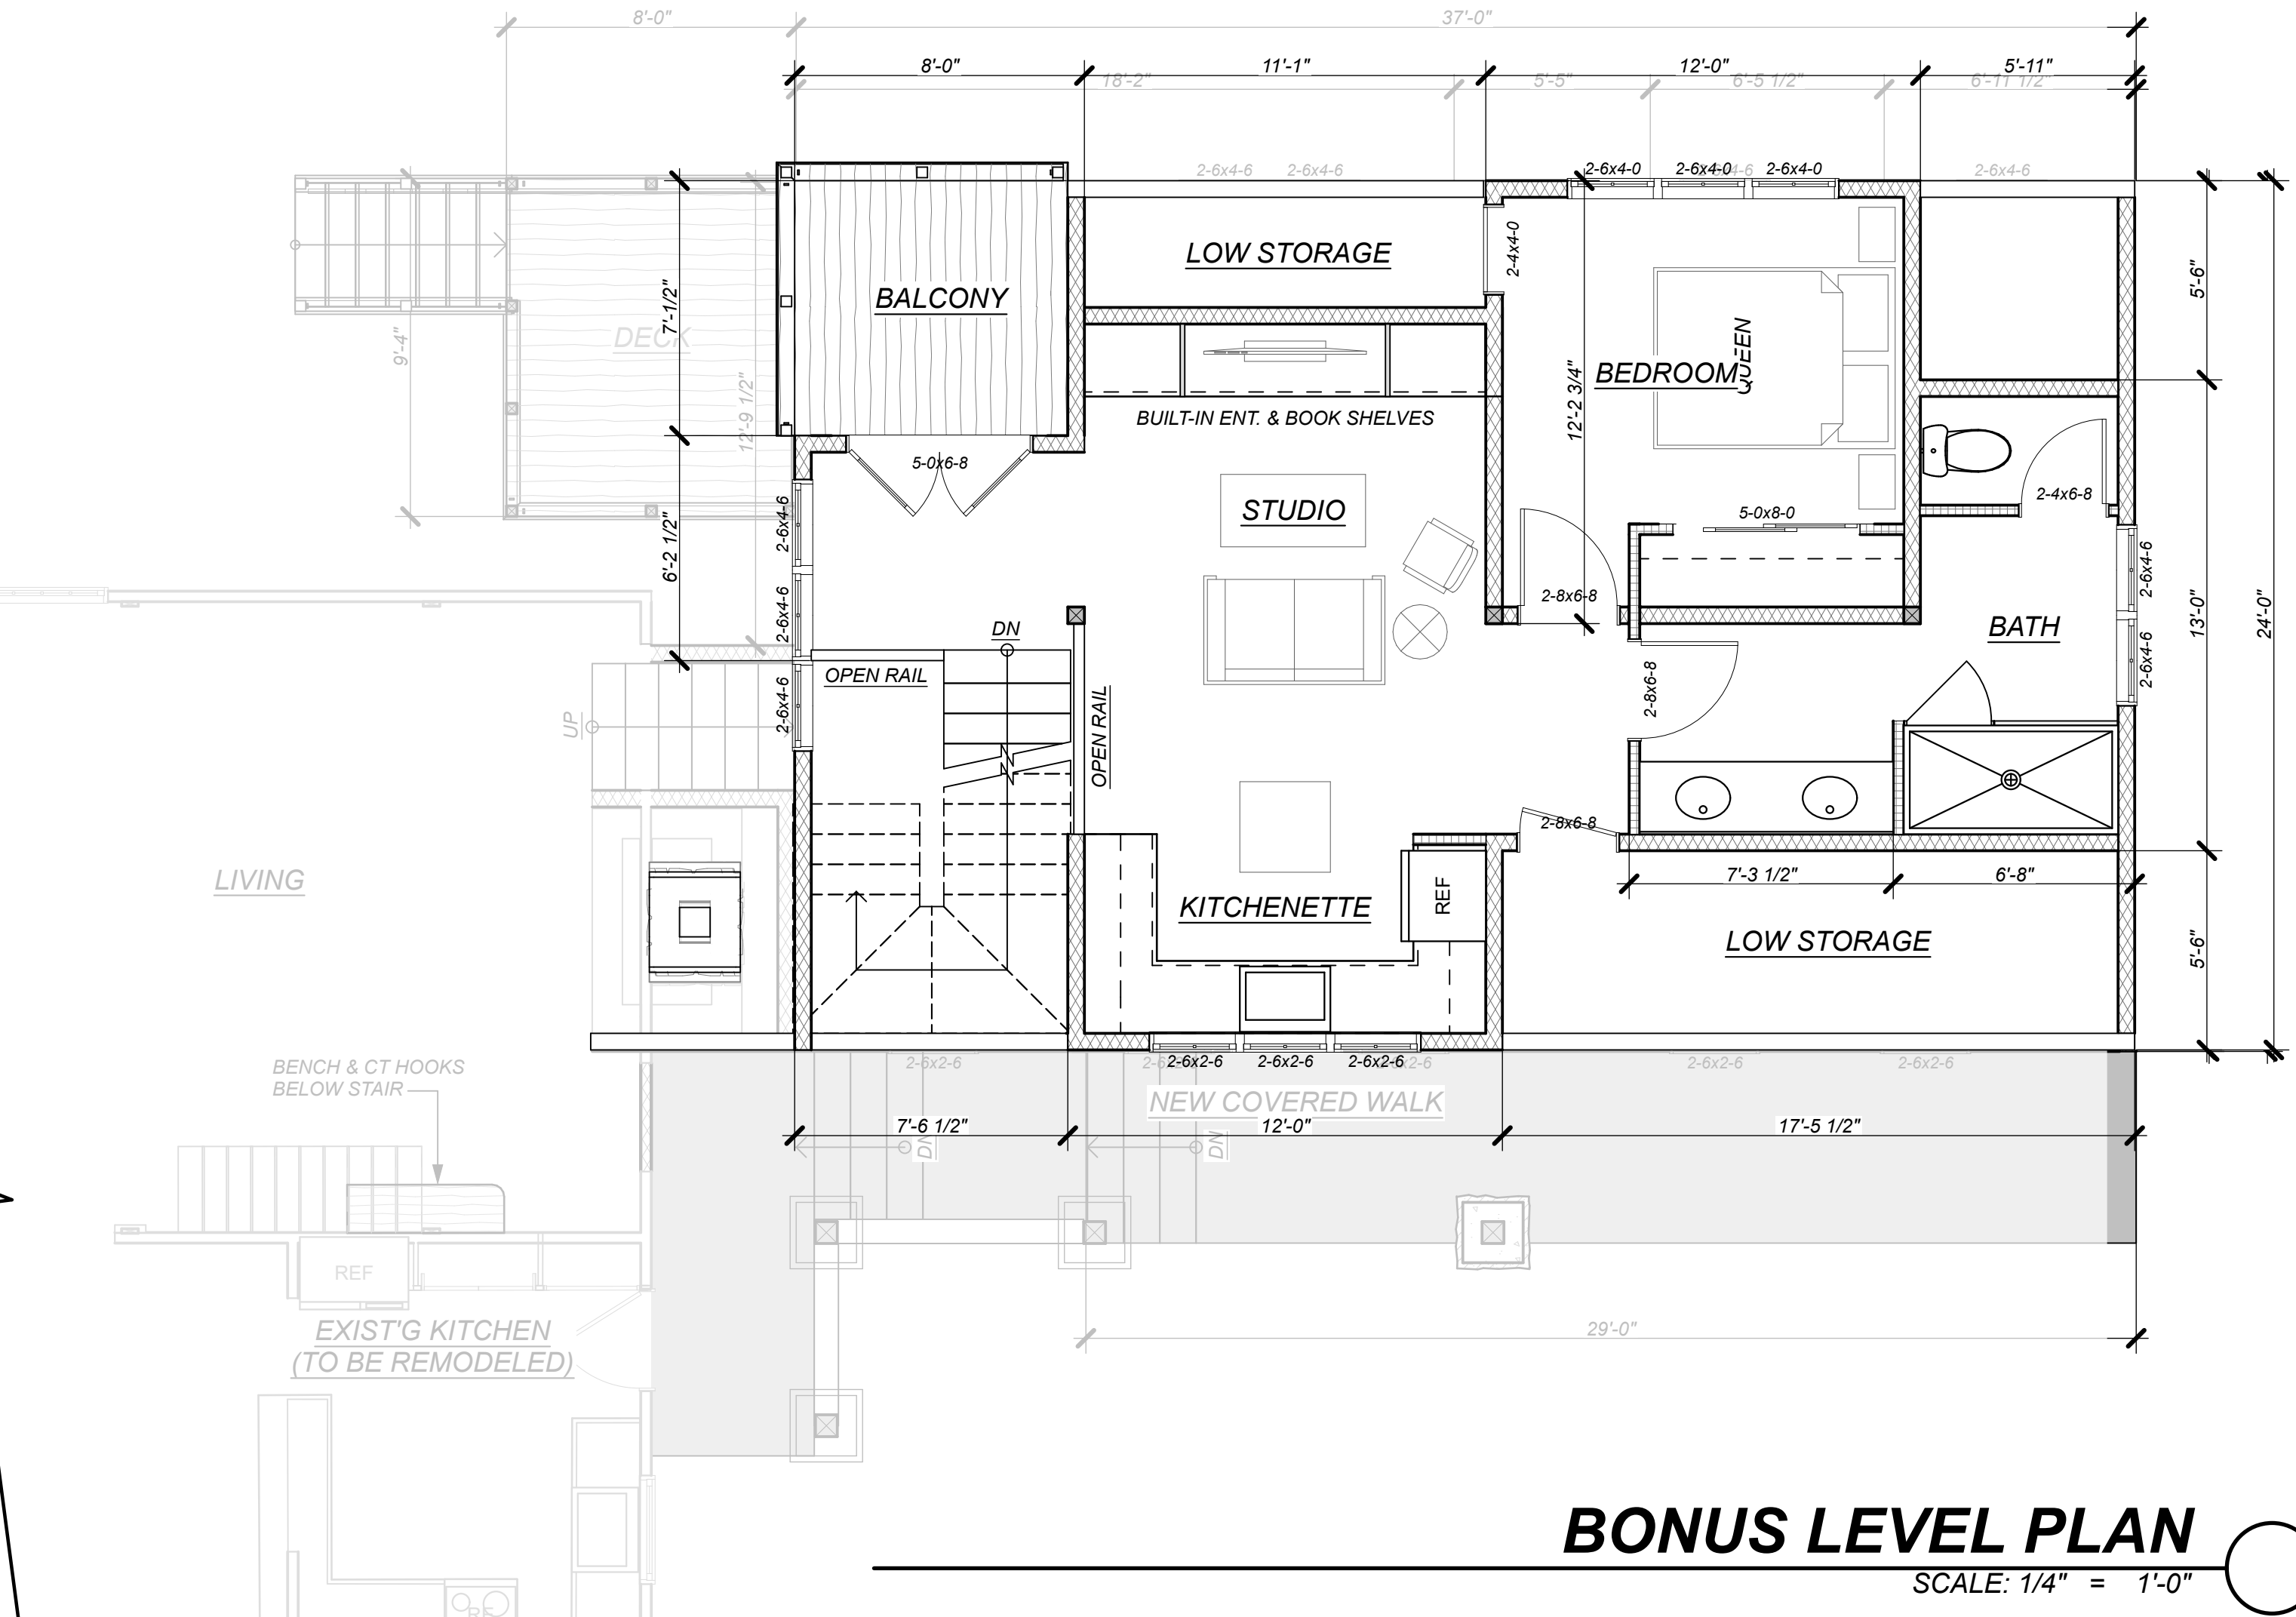 8'-0"
37'-0"
8'-0"
11'-1"
12'-0"
5'-11"
18'-2"
5'-5"
6'-5 1/2"
6'-11 1/2"
2-6x4-6
2-6x4-6
2-6x4-0
2-6x4-0
2-6x4-0
2-6x4-6
LOW STORAGE
2-4x4-0
BALCONY
7'-1/2"
DECK
9'-4"
12'-9 1/2"
5'-6"
QUEEN
BEDROOM
12'-2 3/4"
BUILT-IN ENT. & BOOK SHELVES
5-0x6-8
2-4x6-8
STUDIO
5-0x8-0
2-6x4-6
6'-2 1/2"
2-6x4-6
2-6x4-6
2-8x6-8
13'-0"
24'-0"
BATH
DN
2-6x4-6
OPEN RAIL
2-6x4-6
2-8x6-8
UP
OPEN RAIL
2-8x6-8
LIVING
7'-3 1/2"
6'-8"
KITCHENETTE
REF
LOW STORAGE
5'-6"
BENCH & CT HOOKS
BELOW STAIR
2-6x2-6
2-6x2-6
2-6x2-6
2-6x2-6
2-6x2-6
2-6x2-6
NEW COVERED WALK
7'-6 1/2"
12'-0"
17'-5 1/2"
DN
DN
REF
EXIST'G KITCHEN
(TO BE REMODELED)
29'-0"
BONUS LEVEL PLAN
SCALE: 1/4" = 1'-0"